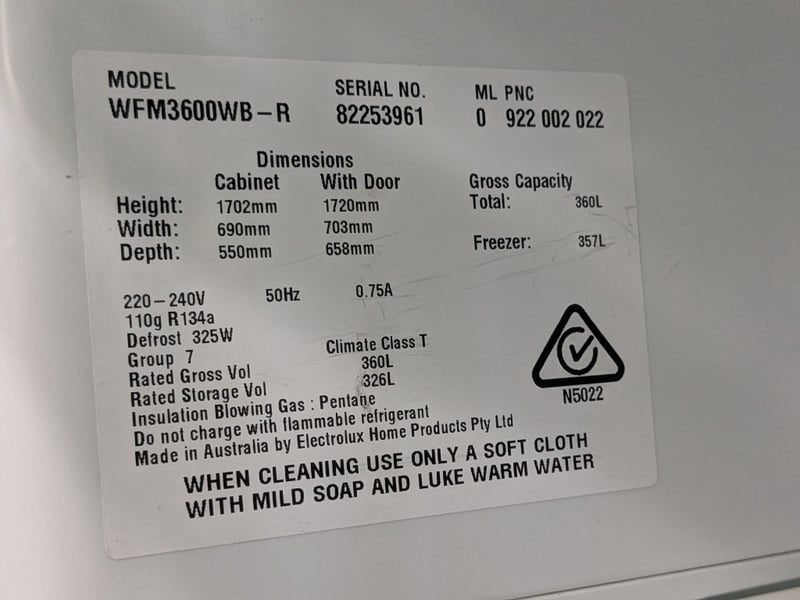 MODEL SERIAL NO. ML PNC
WFM3600WB-R 82253961 0 922 002 022
Dimensions
Cabinet With Door Gross Capacity
Height: 1702mm 1720mm Total: 360L
Width: 690mm 703mm
Depth: 550mm 658mm Freezer: 357L
220-240V 50Hz 0.75A
110g R134a
Defrost 325W
Group 7 Climate Class T
Rated Gross Vol 360L
Rated Storage Vol 326L
Insulation Blowing Gas : Pentane
Do not charge with flammable refrigerant
Made in Australia by Electrolux Home Products Pty Ltd
N5022
WHEN CLEANING USE ONLY A SOFT CLOTH
WITH MILD SOAP AND LUKE WARM WATER